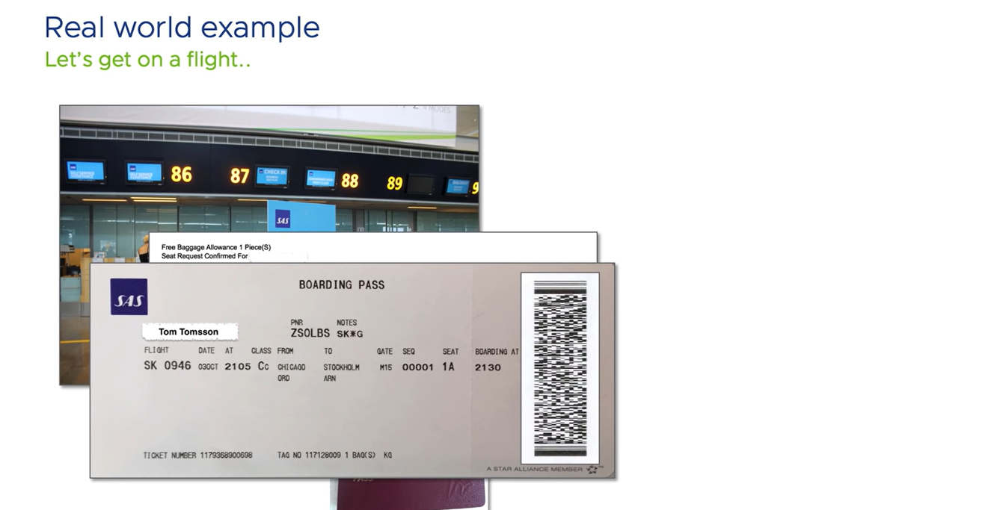 Real world example
Let's get on a flight..
MODES
86 87 CHECK IN 88 89 9
SAS
Free Baggage Allowance 1 Piece(S)
Seat Request Confirmed For
SAS
BOARDING PASS
Tom Tomsson
PNR NOTES
ZSOLBS SK*G
FLIGHT DATE AT CLASS FROM TO GATE SEQ SEAT BOARDING AT
SK 0946 03OCT 2105 Cc CHICAGO STOCKHOLM M15 00001 1A 2130
ORD ARN
TICKET NUMBER 1179368900698 TAG NO 117128009 1 BAG(S) KG
A STAR ALLIANCE MEMBER